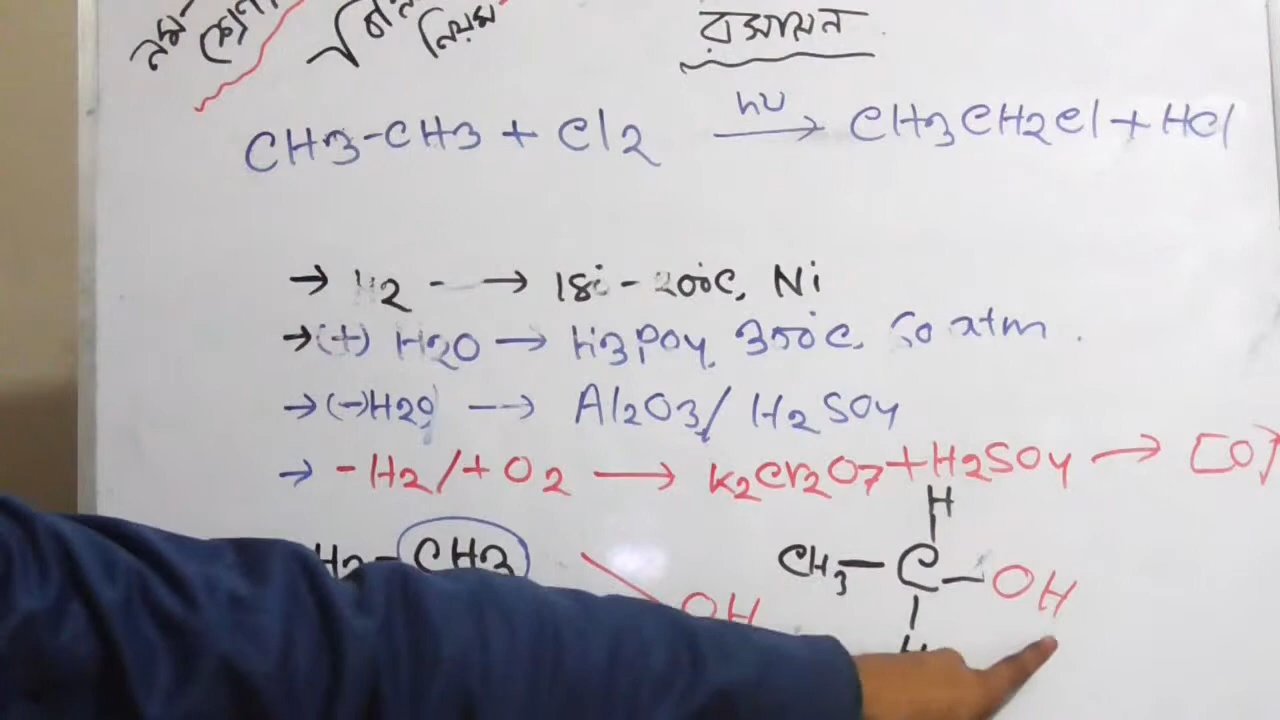 নিয়ম রসায়ন
CH3-CH3 + Cl2 hν → CH3CH2Cl + HCl
→ H2 - → 180 - 200°C, Ni
→ (+) H2O → H3PO4, 300°C, 60 atm.
→ (-) H2O → Al2O3 / H2SO4
→ -H2 / + O2 → K2Cr2O7 + H2SO4 → [O]
H
H2 - CH3 CH3 - C - OH
OH
H